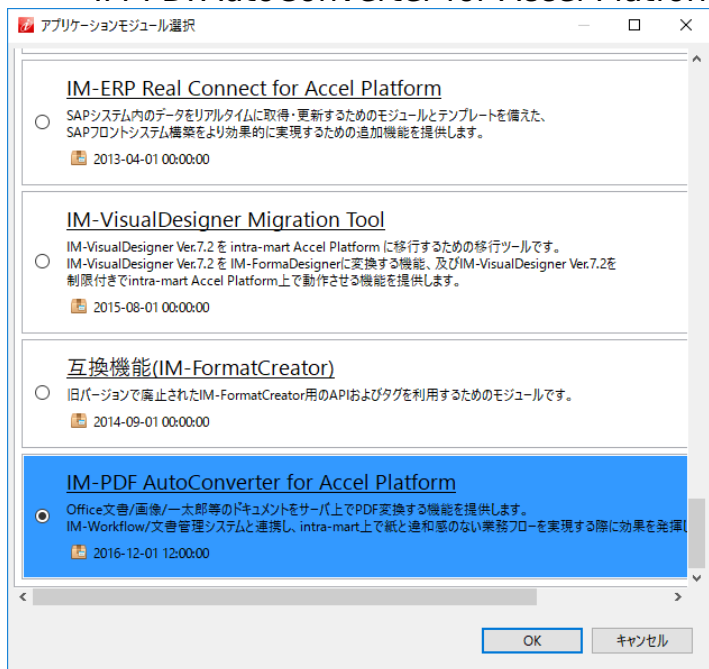 IM-PDFAutoConverter for Accel Platform
アプリケーションモジュール選択
IM-ERP Real Connect for Accel Platform
SAPシステム内のデータをリアルタイムに取得・更新するためのモジュールとテンプレートを備えた、
SAPフロントシステム構築をより効果的に実現するための追加機能を提供します。
2013-04-01 00:00:00
IM-VisualDesigner Migration Tool
IM-VisualDesigner Ver.7.2 を intra-mart Accel Platform に移行するための移行ツールです。
IM-VisualDesigner Ver.7.2 を IM-FormaDesignerに変換する機能、及びIM-VisualDesigner Ver.7.2を
制限付きでintra-mart Accel Platform上で動作させる機能を提供します。
2015-08-01 00:00:00
互換機能(IM-FormatCreator)
旧バージョンで廃止されたIM-FormatCreator用のAPIおよびタグを利用するためのモジュールです。
2014-09-01 00:00:00
IM-PDF AutoConverter for Accel Platform
Office文書/画像/一太郎等のドキュメントをサーバ上でPDF変換する機能を提供します。
IM-Workflow/文書管理システムと連携し、intra-mart上で紙と違和感のない業務フローを実現する際に効果を発揮し
2016-12-01 12:00:00
OK
キャンセル